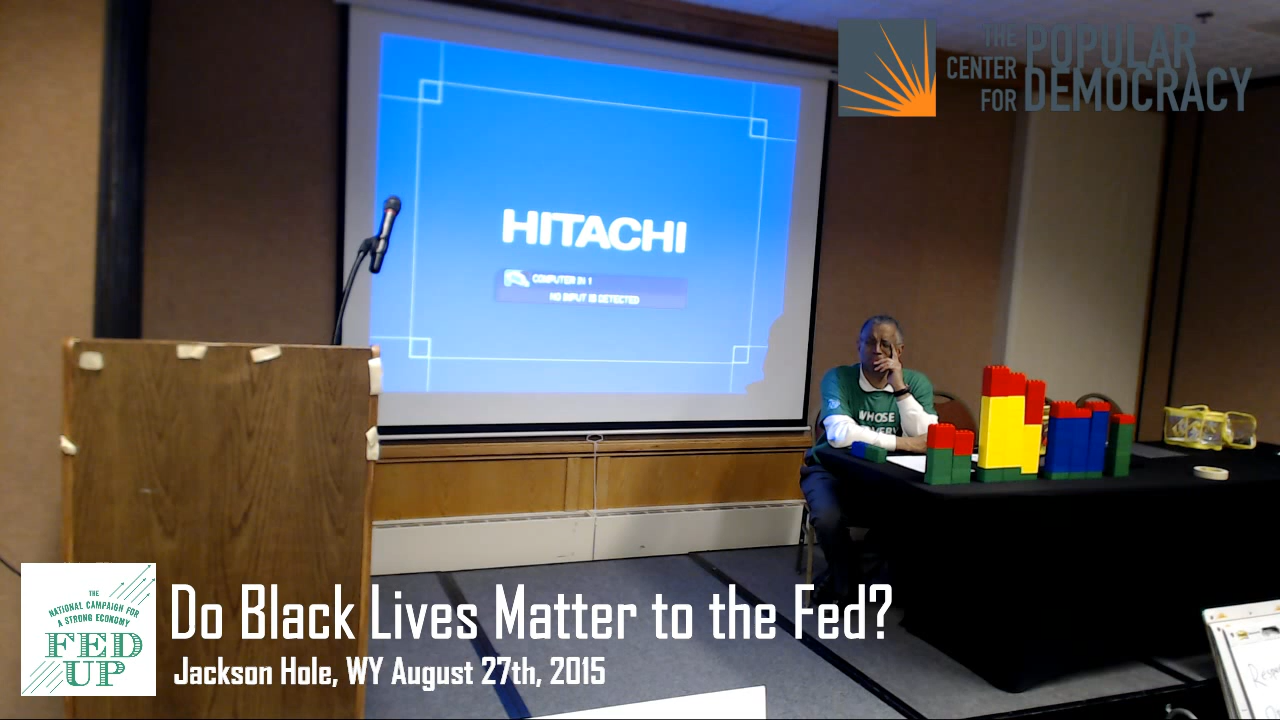 THE
CENTER
FOR
POPULAR
DEMOCRACY
HITACHI
COMPUTER IN 1
NO INPUT IS DETECTED
WHOSE
THE
NATIONAL CAMPAIGN FOR
A STRONG ECONOMY
FED
UP
Do Black Lives Matter to the Fed?
Jackson Hole, WY August 27th, 2015